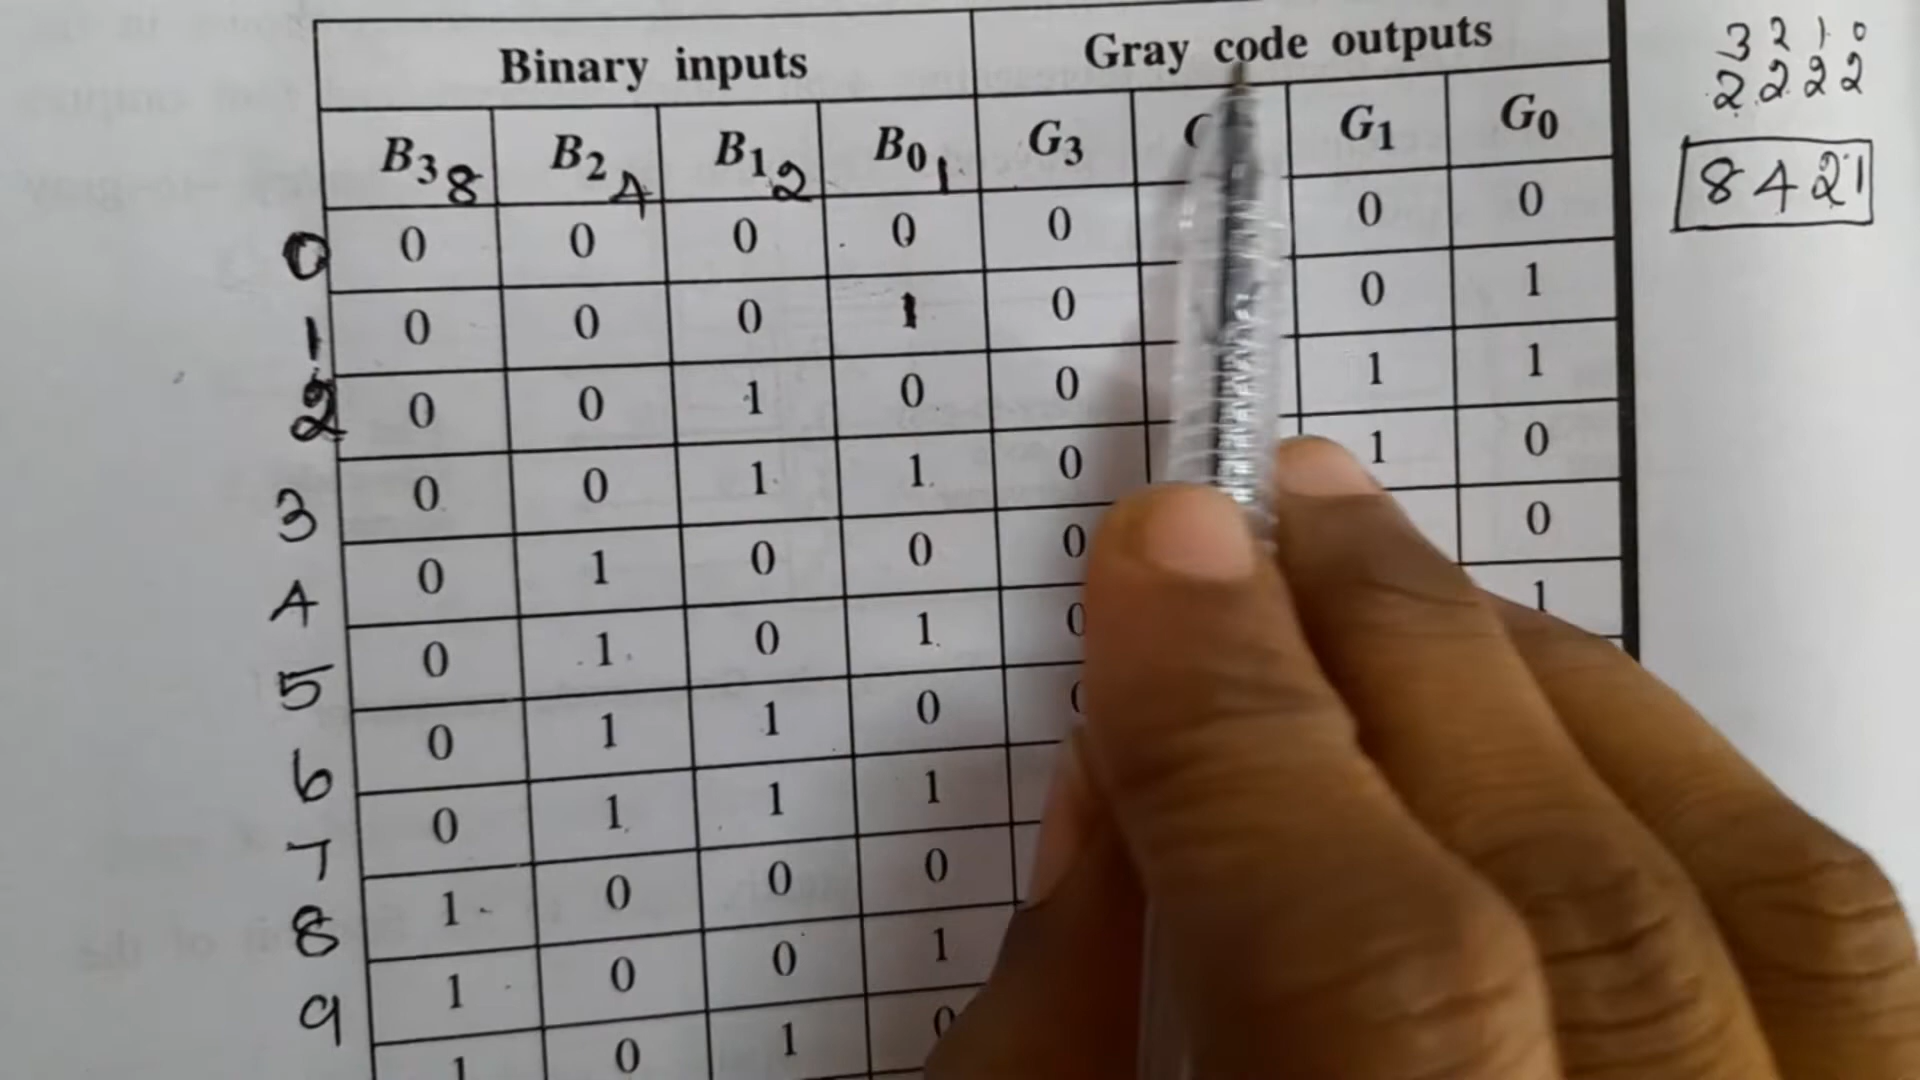 Binary inputs Gray code outputs
3 2 1 0
2 2 2 2
8 4 2 1
B3 8 B2 4 B1 2 B0 1 G3 G1 G0
0 0 0 0 0 0 0 0
1 0 0 0 1 0 0 1
2 0 0 1 0 0 1 1
3 0 0 1 1 0 1 0
4 0 1 0 0 0 0
5 0 1 0 1 0 1
6 0 1 1 0
7 0 1 1 1
8 1 0 0 0
9 1 0 0 1
1 0 1 0